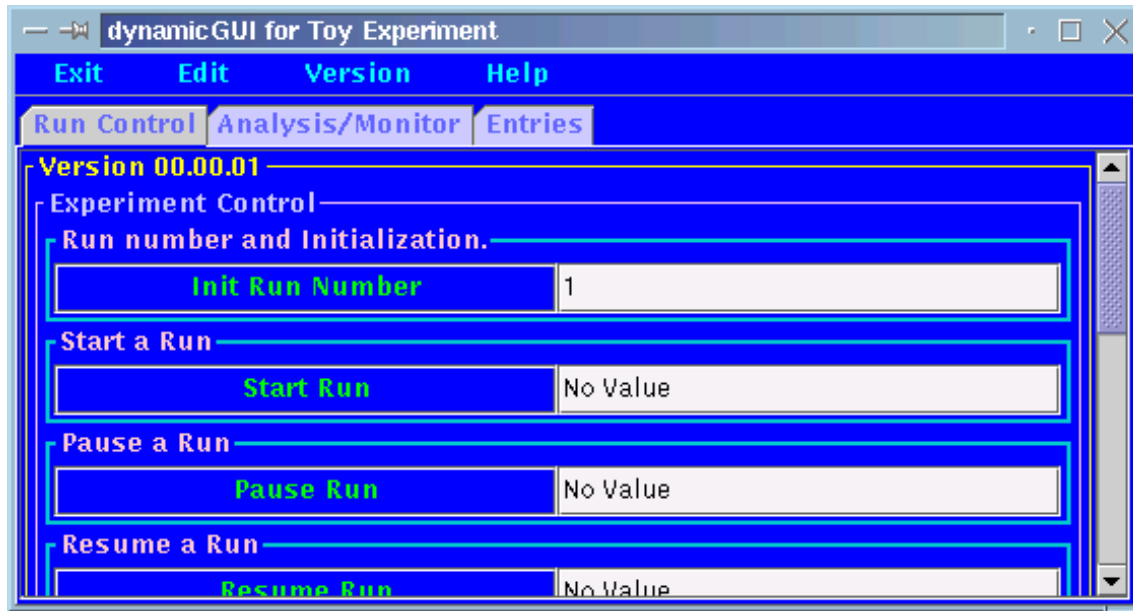 dynamicGUI for Toy Experiment
Exit Edit Version Help
Run Control Analysis/Monitor Entries
Version 00.00.01
Experiment Control
Run number and Initialization.
Init Run Number 1
Start a Run
Start Run No Value
Pause a Run
Pause Run No Value
Resume a Run
Resume Run No Value